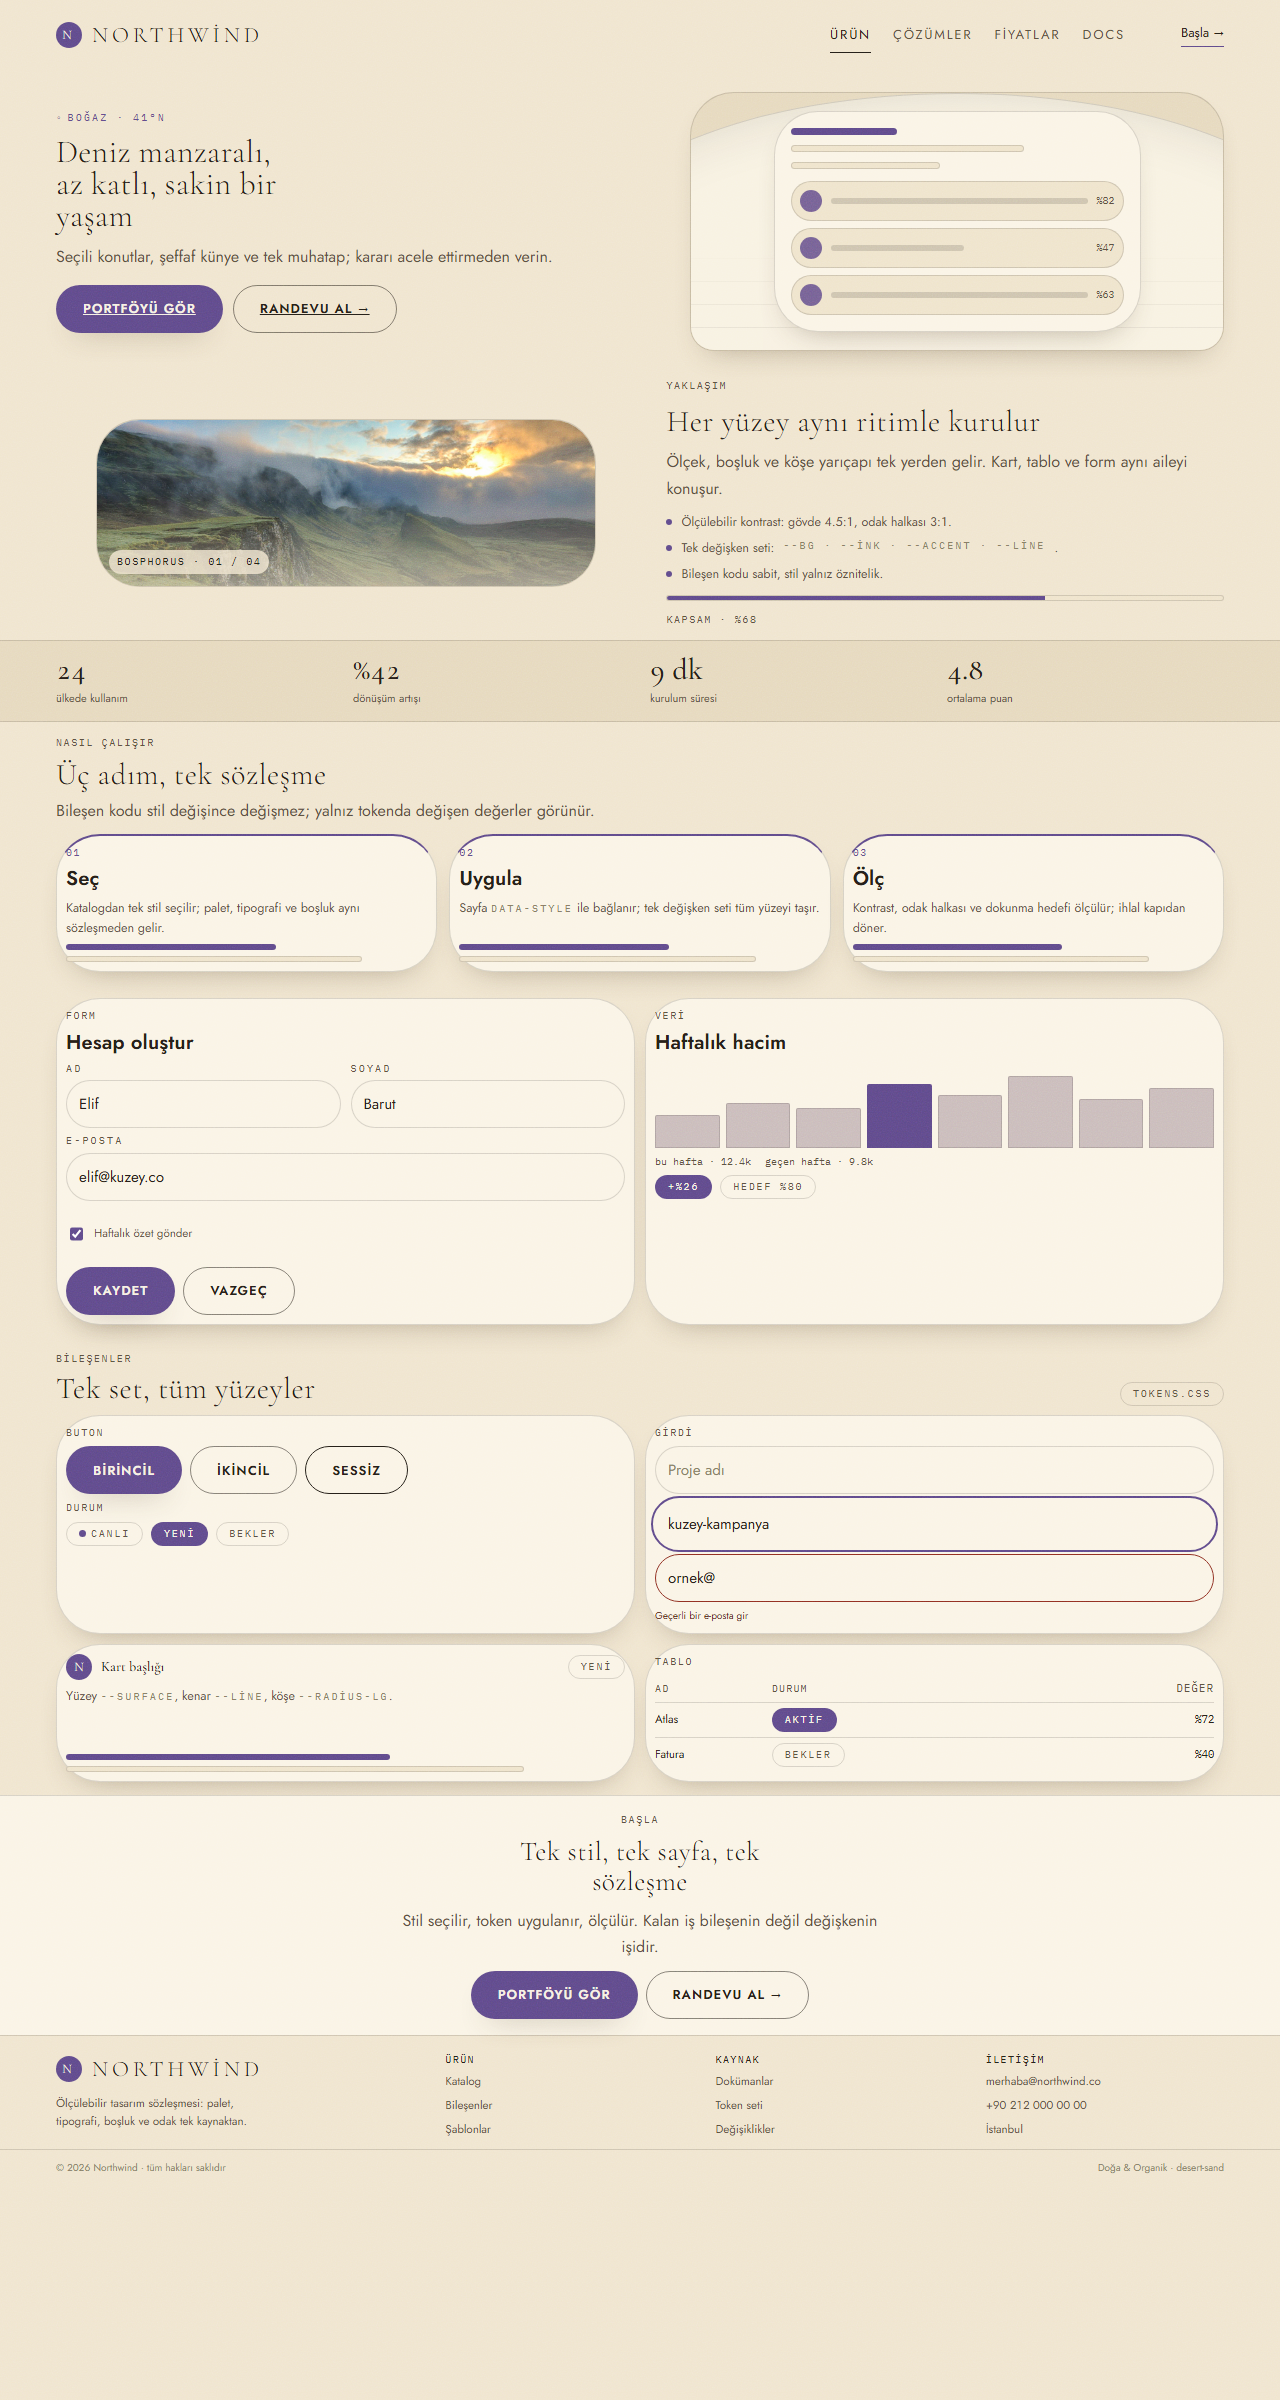 N NORTHWİND
ÜRÜN ÇÖZÜMLER FİYATLAR DOCS Başla →
BOĞAZ · 41°N
Deniz manzaralı,
az katlı, sakin bir
yaşam
Seçili konutlar, şeffaf künye ve tek muhatap; kararı acele ettirmeden verin.
PORTFÖYÜ GÖR RANDEVU AL →
%82
%47
%63
BOSPHORUS · 01 / 04
YAKLAŞIM
Her yüzey aynı ritimle kurulur
Ölçek, boşluk ve köşe yarıçapı tek yerden gelir. Kart, tablo ve form aynı aileyi
konuşur.
Ölçülebilir kontrast: gövde 4.5:1, odak halkası 3:1.
Tek değişken seti: --BG · --İNK · --ACCENT · --LİNE .
Bileşen kodu sabit, stil yalnız öznitelik.
KAPSAM · %68
24
ülkede kullanım
%42
dönüşüm artışı
9 dk
kurulum süresi
4.8
ortalama puan
NASIL ÇALIŞIR
Üç adım, tek sözleşme
Bileşen kodu stil değişince değişmez; yalnız tokenda değişen değerler görünür.
01
Seç
Katalogdan tek stil seçilir; palet, tipografi ve boşluk aynı
sözleşmeden gelir.
02
Uygula
Sayfa DATA-STYLE ile bağlanır; tek değişken seti tüm yüzeyi taşır.
03
Ölç
Kontrast, odak halkası ve dokunma hedefi ölçülür; ihlal kapıdan
döner.
FORM
Hesap oluştur
AD SOYAD
Elif Barut
E-POSTA
elif@kuzey.co
Haftalık özet gönder
KAYDET VAZGEÇ
VERİ
Haftalık hacim
bu hafta · 12.4k geçen hafta · 9.8k
+%26 HEDEF %80
BİLEŞENLER
Tek set, tüm yüzeyler
TOKENS.CSS
BUTON
BİRİNCİL İKİNCİL SESSİZ
DURUM
CANLI YENİ BEKLER
GİRDİ
Proje adı
kuzey-kampanya
ornek@
Geçerli bir e-posta gir
N Kart başlığı YENİ
Yüzey --SURFACE, kenar --LİNE, köşe --RADİUS-LG.
TABLO
AD DURUM DEĞER
Atlas AKTİF %72
Fatura BEKLER %40
BAŞLA
Tek stil, tek sayfa, tek
sözleşme
Stil seçilir, token uygulanır, ölçülür. Kalan iş bileşenin değil değişkenin
işidir.
PORTFÖYÜ GÖR RANDEVU AL →
N NORTHWİND
Ölçülebilir tasarım sözleşmesi: palet,
tipografi, boşluk ve odak tek kaynaktan.
ÜRÜN
Katalog
Bileşenler
Şablonlar
KAYNAK
Dokümanlar
Token seti
Değişiklikler
İLETİŞİM
merhaba@northwind.co
+90 212 000 00 00
İstanbul
© 2026 Northwind · tüm hakları saklıdır
Doğa & Organik · desert-sand